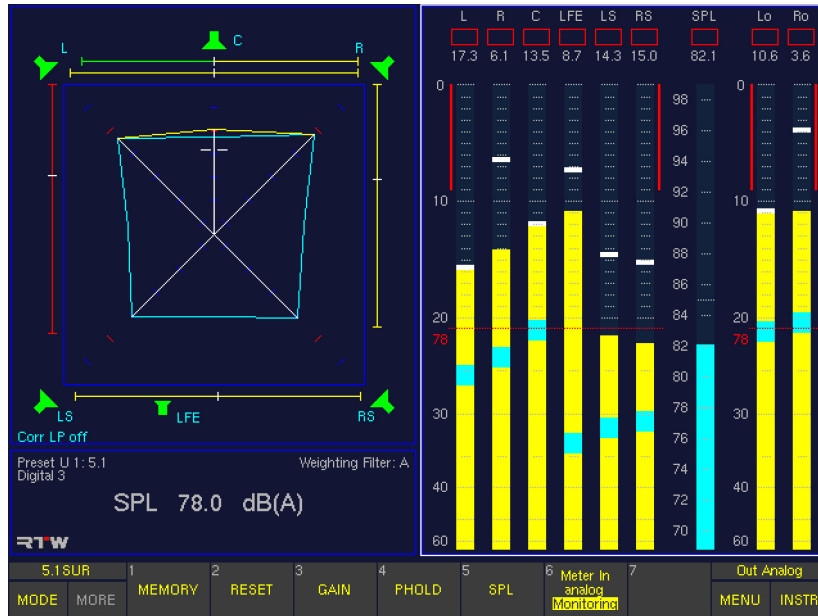 L R C LFE LS RS SPL Lo Ro
17.3 6.1 13.5 8.7 14.3 15.0 82.1 10.6 3.6
L C R
0 98 0
96
94
92
10 90 10
88
86
84
20 20
78 82 78
80
78
30 30
76
74
40 72 40
70
60 60
LS LFE RS
Corr LP off
Preset U 1: 5.1 Weighting Filter: A
Digital 3
SPL 78.0 dB(A)
RTW
5.1SUR 1 2 3 4 5 6 7 Out Analog
MODE MORE MEMORY RESET GAIN PHOLD SPL Meter In MENU INSTR
analog
Monitoring